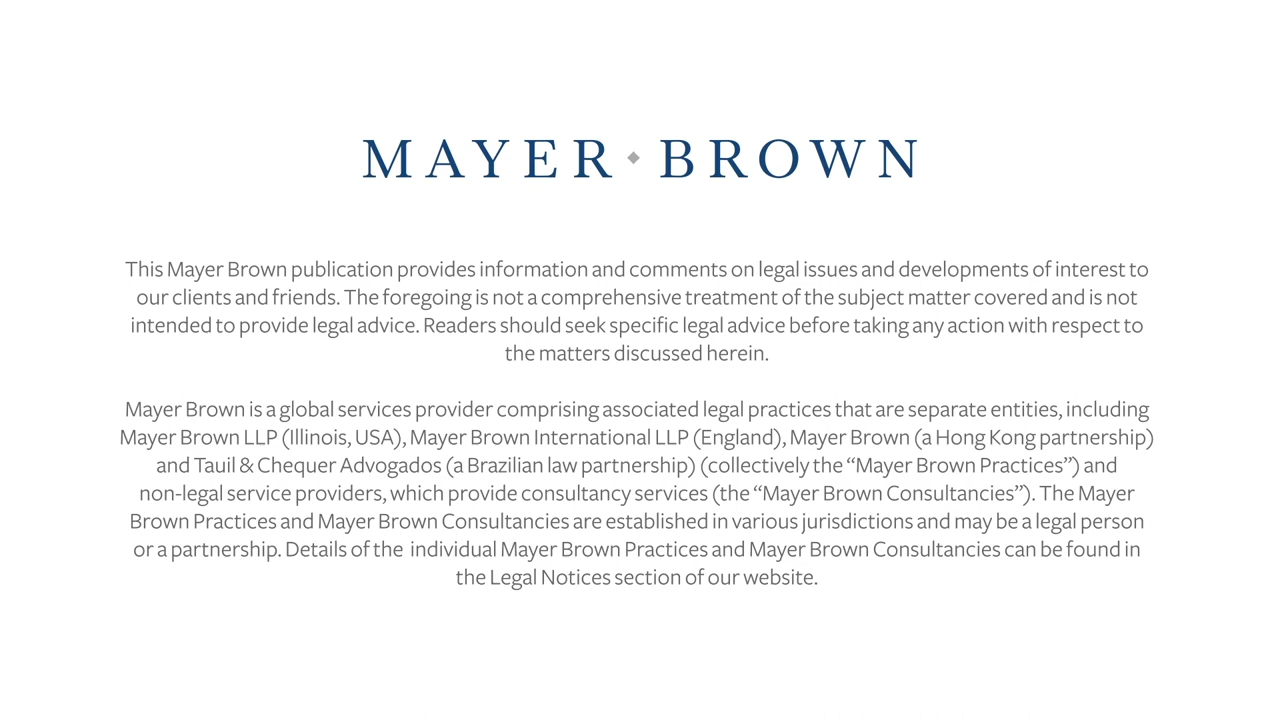 MAYER BROWN
This Mayer Brown publication provides information and comments on legal issues and developments of interest to
our clients and friends. The foregoing is not a comprehensive treatment of the subject matter covered and is not
intended to provide legal advice. Readers should seek specific legal advice before taking any action with respect to
the matters discussed herein.
Mayer Brown is a global services provider comprising associated legal practices that are separate entities, including
Mayer Brown LLP (Illinois, USA), Mayer Brown International LLP (England), Mayer Brown (a Hong Kong partnership)
and Tauil & Chequer Advogados (a Brazilian law partnership) (collectively the “Mayer Brown Practices”) and
non-legal service providers, which provide consultancy services (the “Mayer Brown Consultancies”). The Mayer
Brown Practices and Mayer Brown Consultancies are established in various jurisdictions and may be a legal person
or a partnership. Details of the individual Mayer Brown Practices and Mayer Brown Consultancies can be found in
the Legal Notices section of our website.